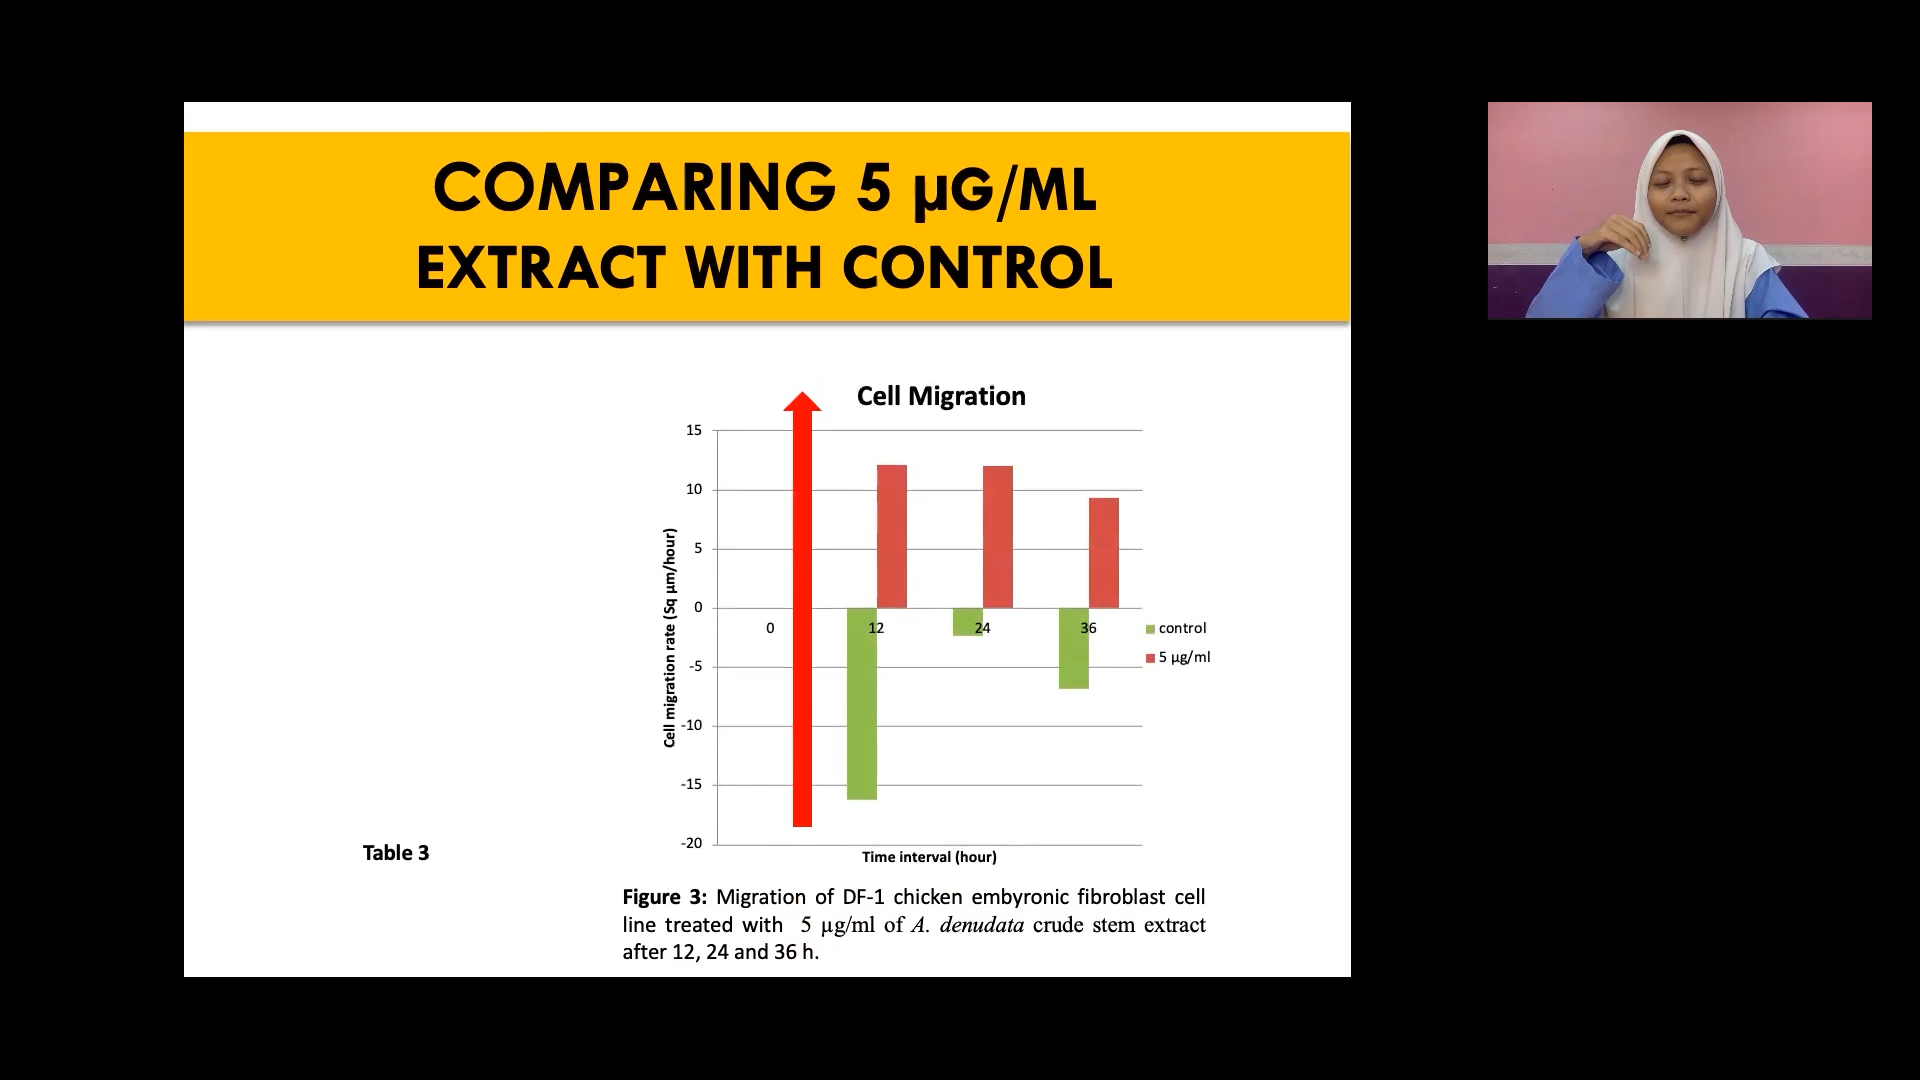 COMPARING 5 µG/ML
EXTRACT WITH CONTROL
Cell Migration
15
10
5
0
-5
-10
-15
-20
Cell migration rate (Sq µm/hour)
0
12
24
36
control
5 µg/ml
Time interval (hour)
Table 3
Figure 3: Migration of DF-1 chicken embyronic fibroblast cell
line treated with 5 µg/ml of A. denudata crude stem extract
after 12, 24 and 36 h.